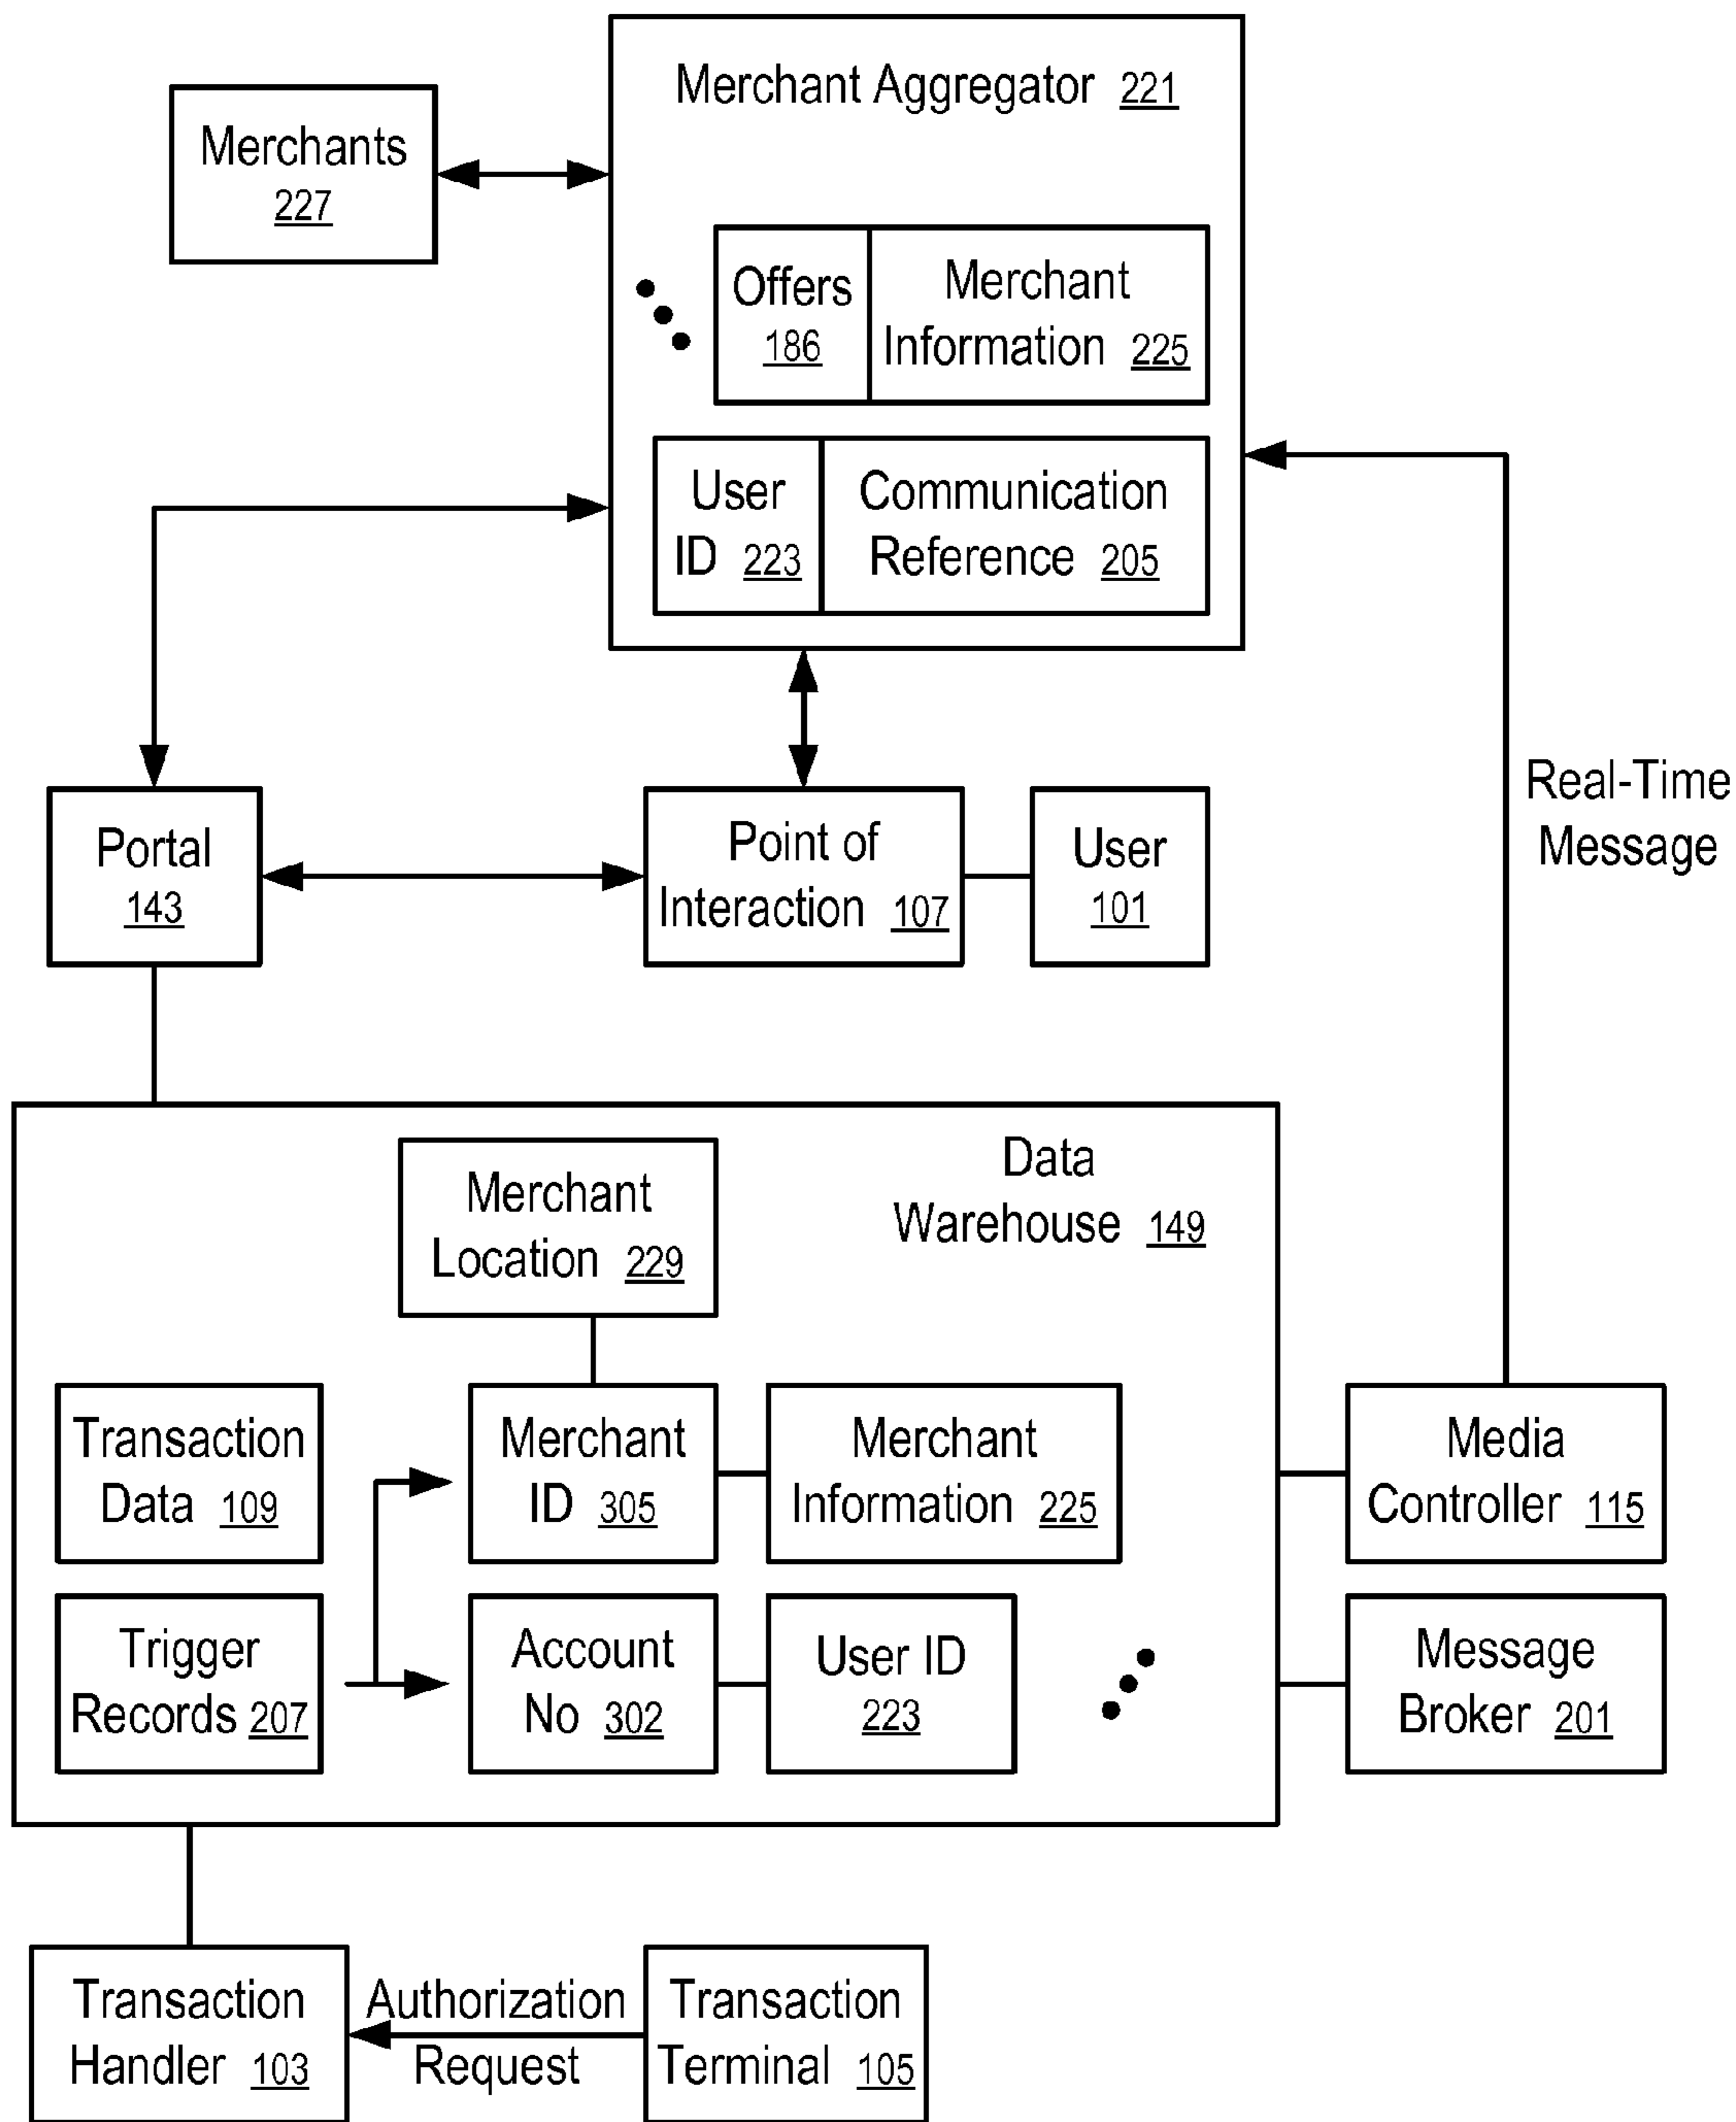 Merchant Aggregator 221
Merchants
227
Offers
186
Merchant
Information 225
User
ID 223
Communication
Reference 205
Real-Time
Message
Portal
143
Point of
Interaction 107
User
101
Data
Warehouse 149
Merchant
Location 229
Transaction
Data 109
Merchant
ID 305
Merchant
Information 225
Media
Controller 115
Trigger
Records 207
Account
No 302
User ID
223
Message
Broker 201
Transaction
Handler 103
Authorization
Request
Transaction
Terminal 105